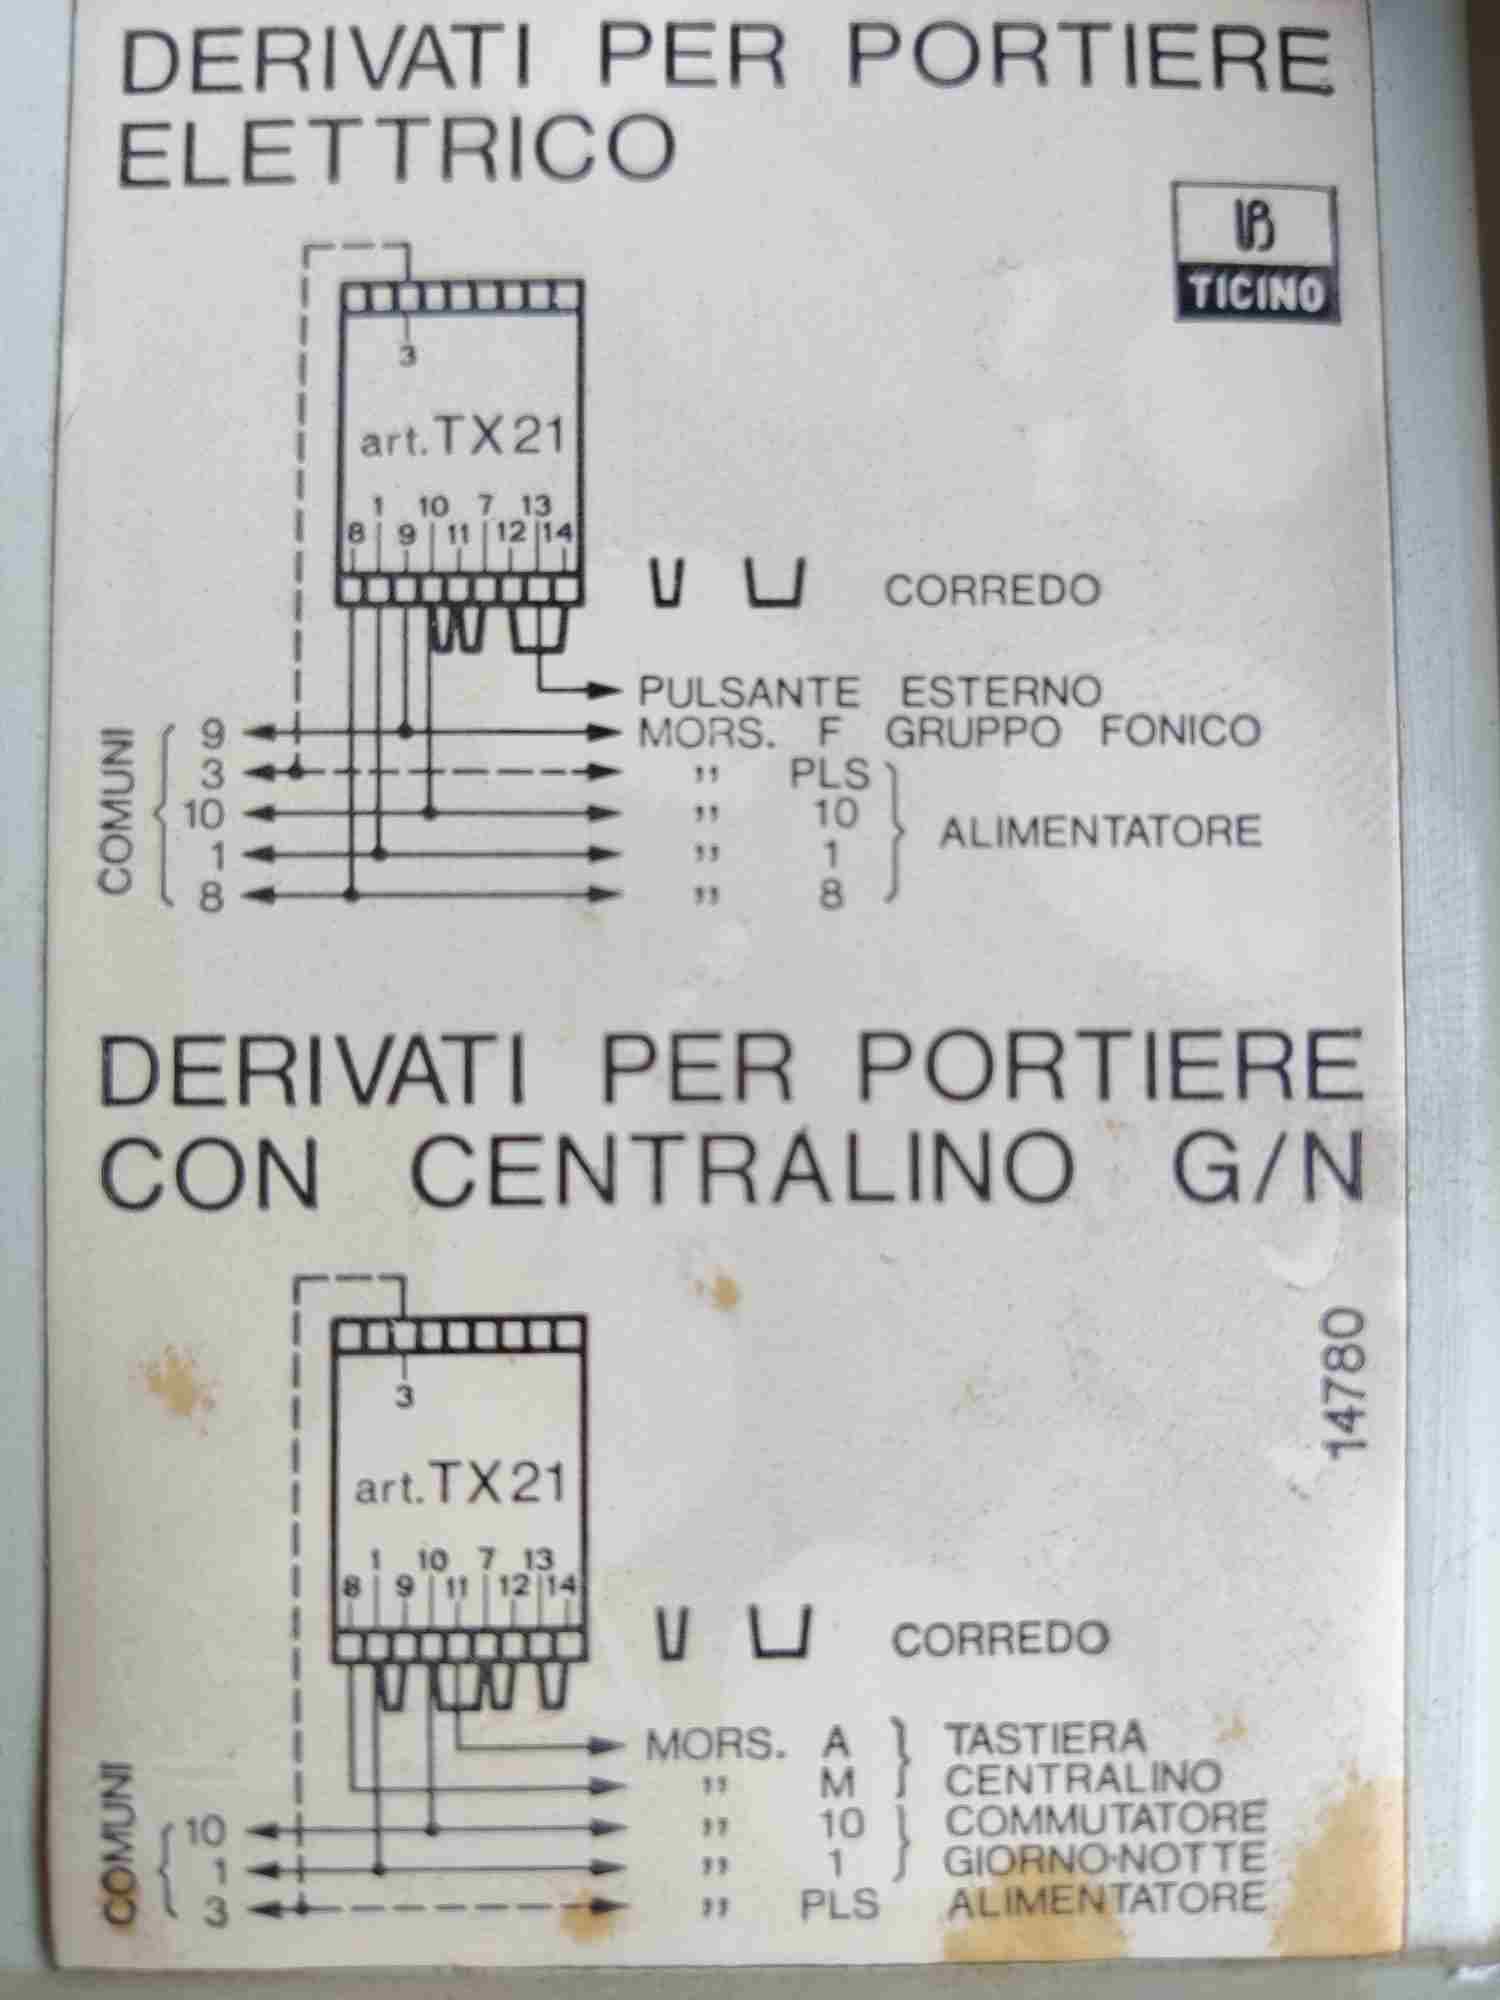 DERIVATI PER PORTIERE
ELETTRICO
B
TICINO
3
art. TX21
1 10 7 13
8 9 11 12 14
CORREDO
PULSANTE ESTERNO
COMUNI
9 MORS. F GRUPPO FONICO
3 " PLS
10 " 10
ALIMENTATORE
1 " 1
8 " 8
DERIVATI PER PORTIERE
CON CENTRALINO G/N
14780
3
art. TX21
1 10 7 13
8 9 11 12 14
CORREDO
MORS. A TASTIERA
" M CENTRALINO
COMUNI
10 " 10 COMMUTATORE
1 " 1 GIORNO-NOTTE
3 " PLS ALIMENTATORE